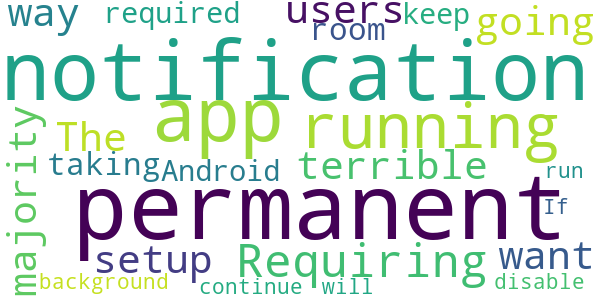 way required users keep going
room
notification
app running
The
majority
taking Android terrible run
permanent If
setup Requiring want
background continue will disable